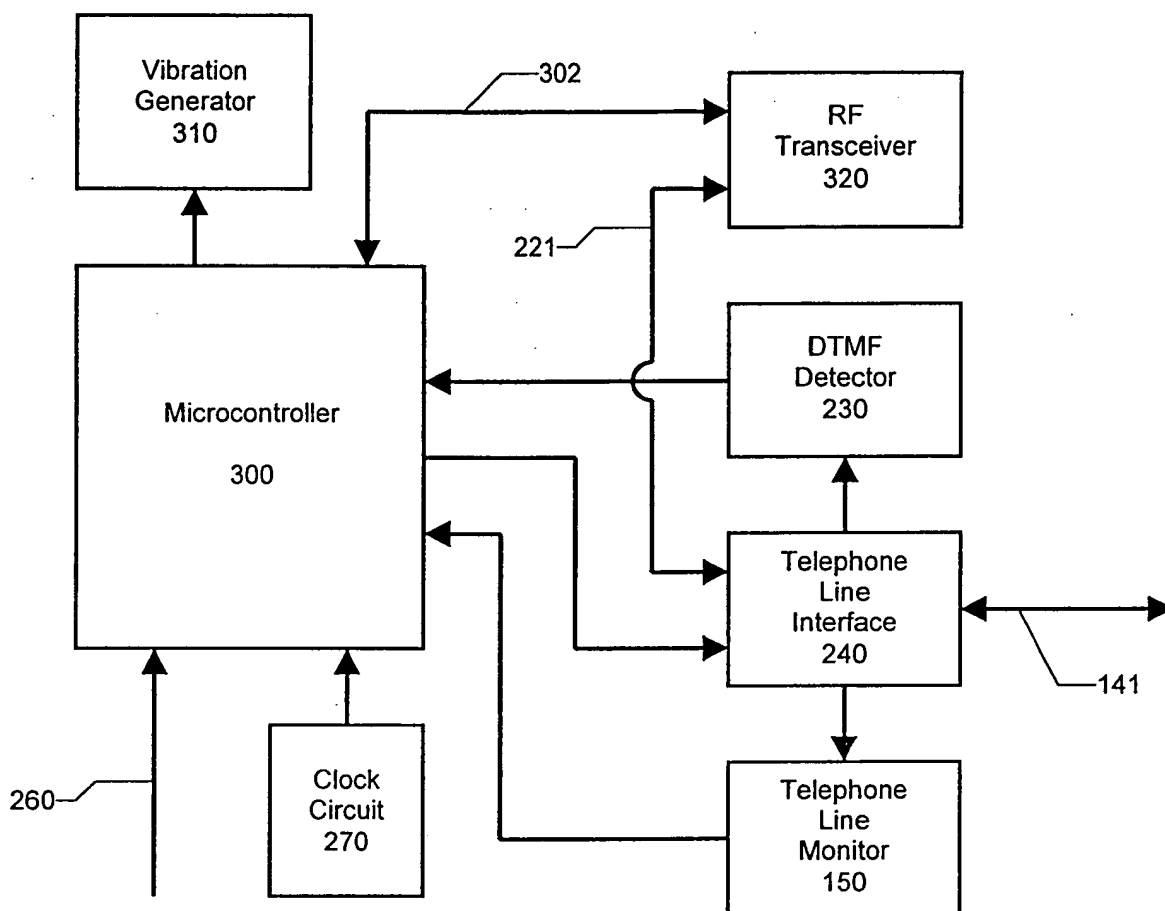 Vibration
Generator
310
302
RF
Transceiver
320
221
DTMF
Detector
230
Microcontroller
300
Telephone
Line
Interface
240
141
260
Clock
Circuit
270
Telephone
Line
Monitor
150